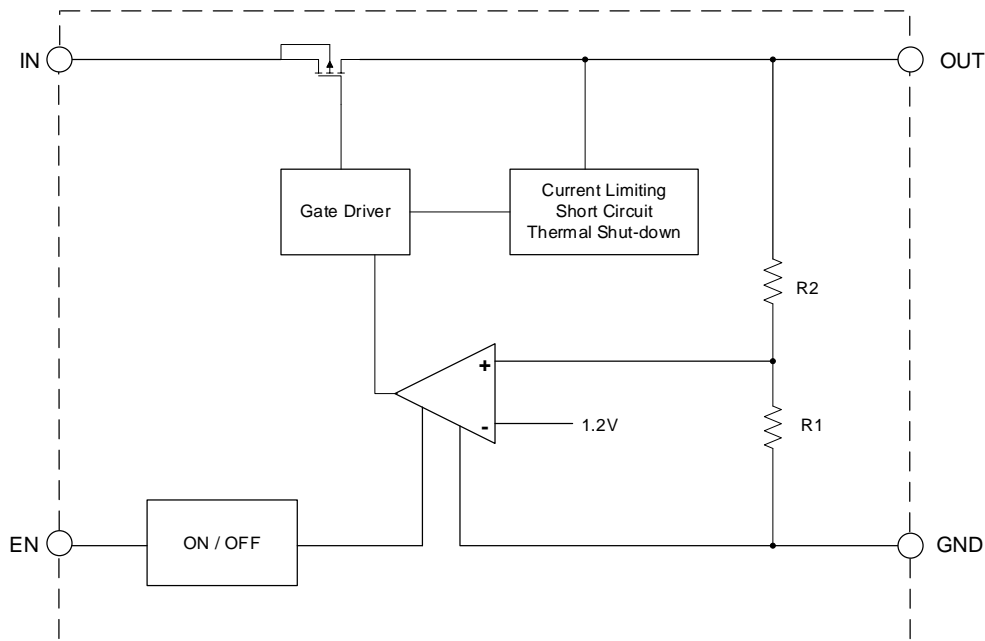 IN
OUT
Gate Driver
Current Limiting
Short Circuit
Thermal Shut-down
R2
+
-
1.2V
R1
EN
ON / OFF
GND